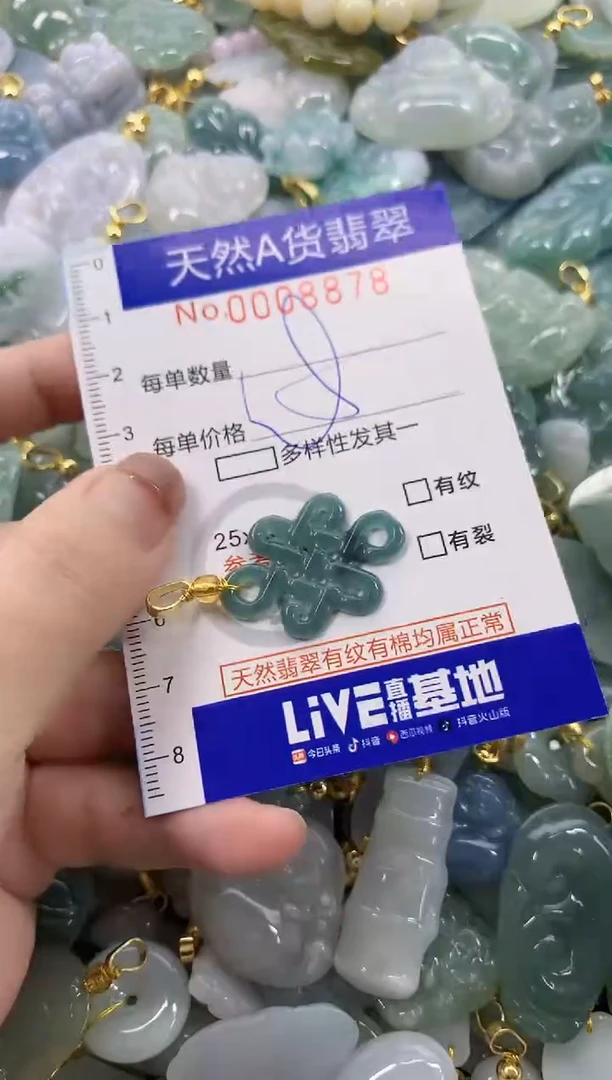 天然A货翡翠
No.0008878
0
1
2
3
6
7
8
每单数量
每单价格
多样性发其一
有纹
25x
有裂
天然翡翠有纹有棉均属正常
LiVE直播基地
今日头条 抖音 西瓜视频 抖音火山版